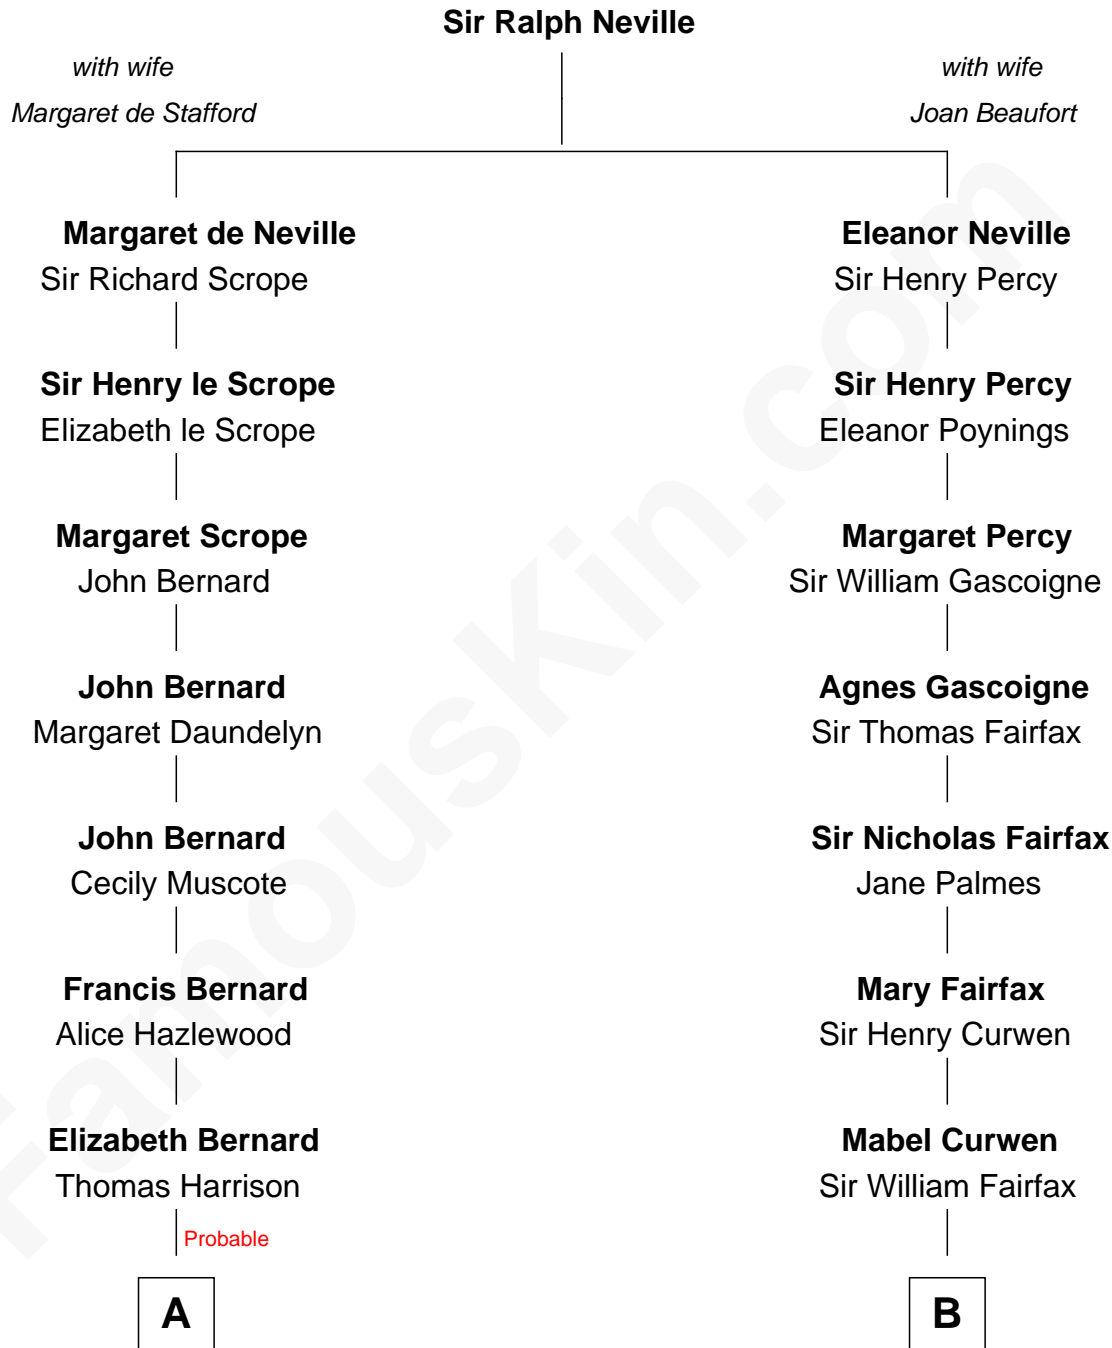 Sir Ralph Neville
with wife
Margaret de Stafford
with wife
Joan Beaufort
Margaret de Neville
Sir Richard Scrope
Eleanor Neville
Sir Henry Percy
Sir Henry le Scrope
Elizabeth le Scrope
Sir Henry Percy
Eleanor Poynings
Margaret Scrope
John Bernard
Margaret Percy
Sir William Gascoigne
John Bernard
Margaret Daundelyn
Agnes Gascoigne
Sir Thomas Fairfax
John Bernard
Cecily Muscote
Sir Nicholas Fairfax
Jane Palmes
Francis Bernard
Alice Hazlewood
Mary Fairfax
Sir Henry Curwen
Elizabeth Bernard
Thomas Harrison
Mabel Curwen
Sir William Fairfax
Probable
A
B
FamousKin.com